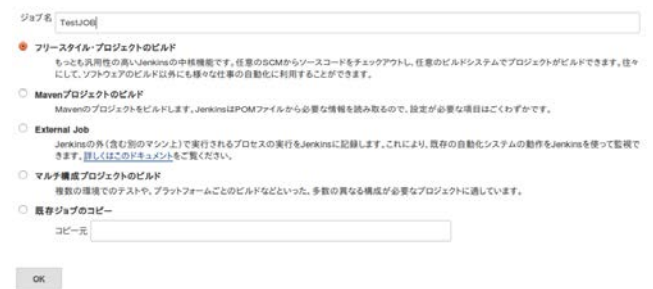 ジョブ名 TestJOB
フリースタイル・プロジェクトのビルド
もっとも汎用性の高いJenkinsの中核機能です。任意のSCMからソースコードをチェックアウトし、任意のビルドシステムでプロジェクトがビルドできます。往々
にして、ソフトウェアのビルド以外にも様々な仕事の自動化に利用することができます。
Mavenプロジェクトのビルド
Mavenのプロジェクトをビルドします。JenkinsはPOMファイルから必要な情報を読み取るので、設定が必要な項目はごくわずかです。
External Job
Jenkinsの外(含む別のマシン上)で実行されるプロセスの実行をJenkinsに記録します。これにより、既存の自動化システムの動作をJenkinsを使って監視で
きます。詳しくはこのドキュメントをご覧ください。
マルチ構成プロジェクトのビルド
複数の環境でのテストや、プラットフォームごとのビルドなどといった、多数の異なる構成が必要なプロジェクトに適しています。
既存ジョブのコピー
コピー元
OK